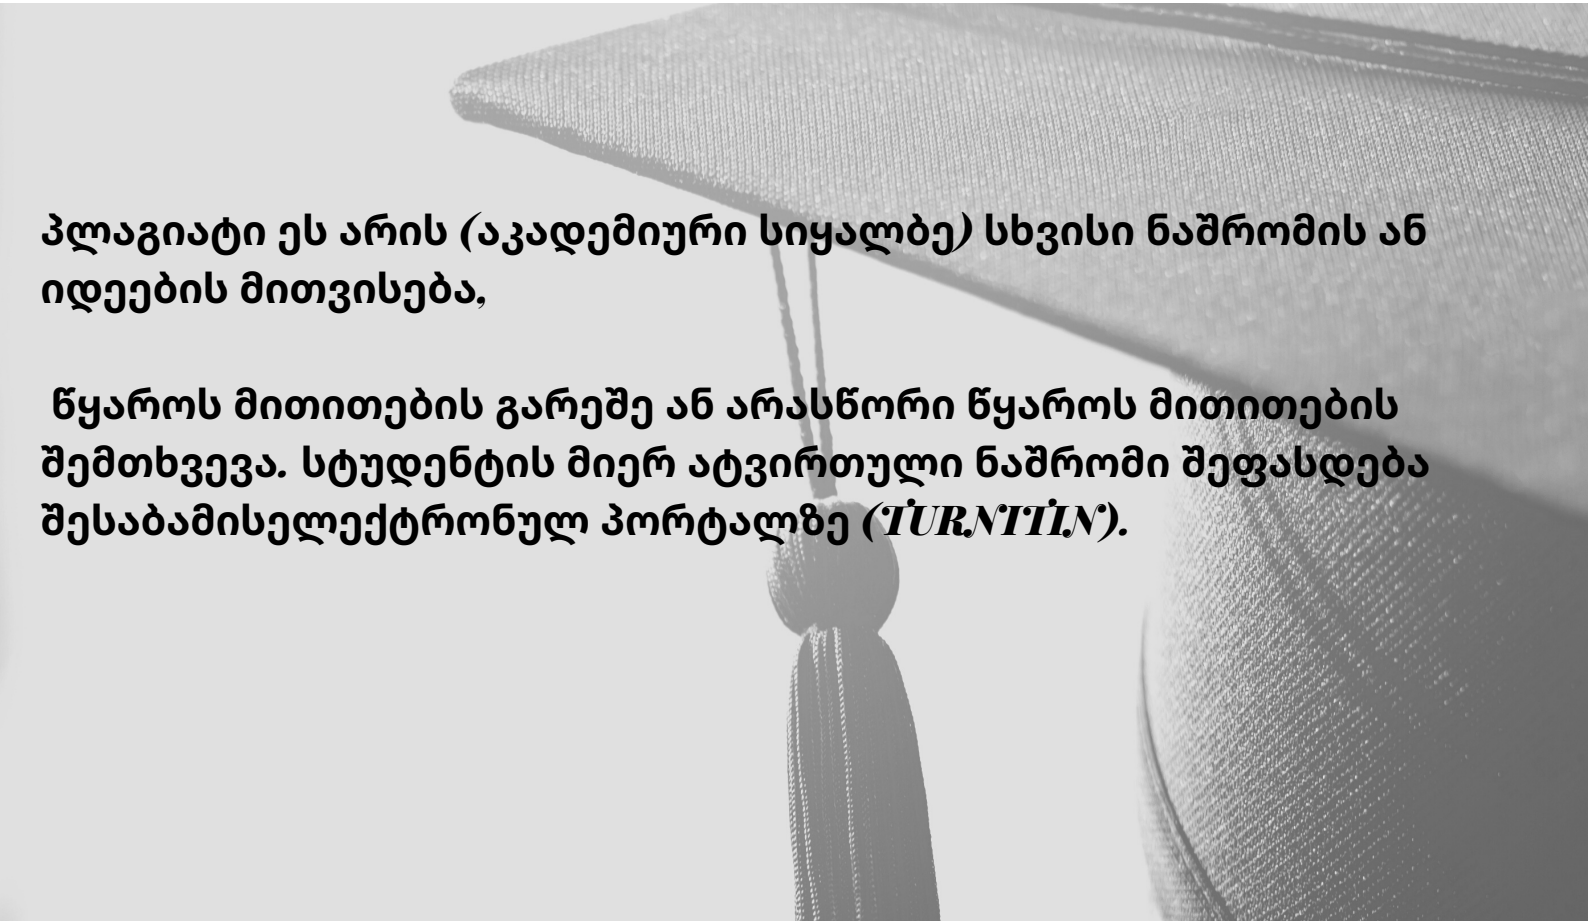 პლაგიატი ეს არის (აკადემიური სიყალბე) სხვისი ნაშრომის ან
იდეების მითვისება,
წყაროს მითითების გარეშე ან არასწორი წყაროს მითითების
შემთხვევა. სტუდენტის მიერ ატვირთული ნაშრომი შეფასდება
შესაბამისელექტრონულ პორტალზე (TURNITIN).